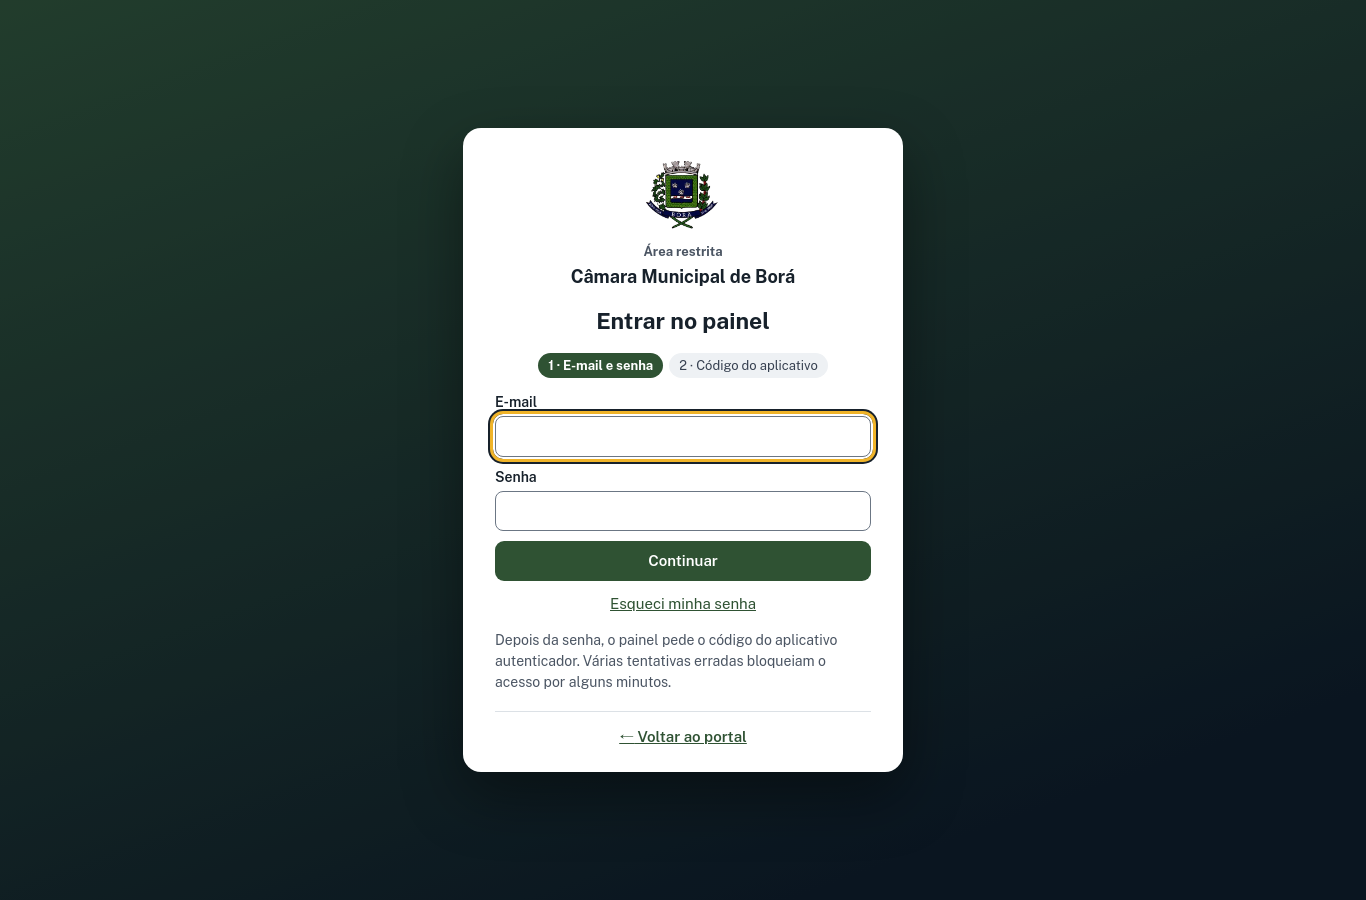 BORÁ
Área restrita
Câmara Municipal de Borá
Entrar no painel
1 · E-mail e senha
2 · Código do aplicativo
E-mail
Senha
Continuar
Esqueci minha senha
Depois da senha, o painel pede o código do aplicativo
autenticador. Várias tentativas erradas bloqueiam o
acesso por alguns minutos.
← Voltar ao portal